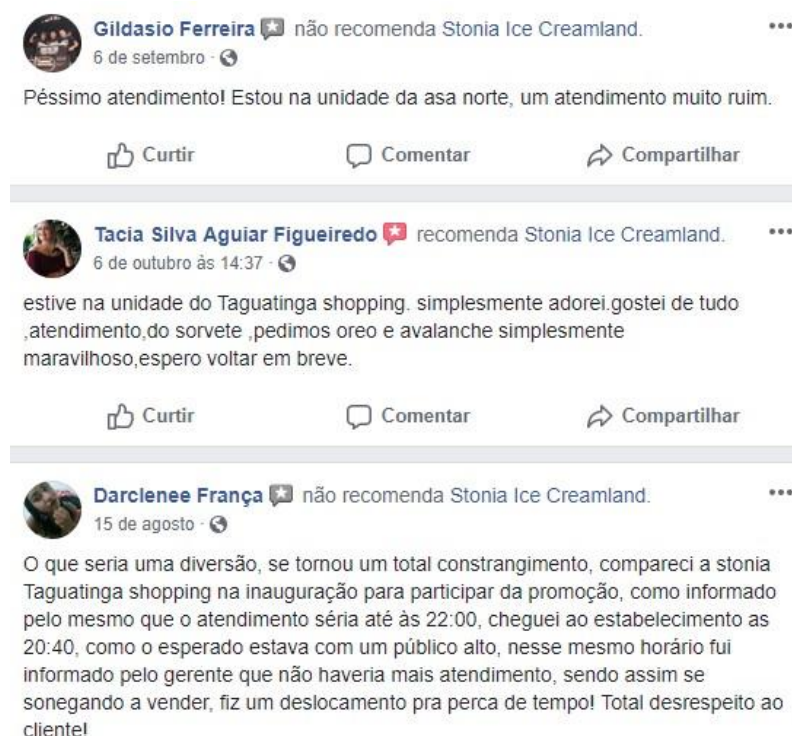 Gildasio Ferreira não recomenda Stonia Ice Creamland.
6 de setembro ·
Péssimo atendimento! Estou na unidade da asa norte, um atendimento muito ruim.
Curtir Comentar Compartilhar
Tacia Silva Aguiar Figueiredo recomenda Stonia Ice Creamland.
6 de outubro às 14:37 ·
estive na unidade do Taguatinga shopping. simplesmente adorei.gostei de tudo
,atendimento,do sorvete ,pedimos oreo e avalanche simplesmente
maravilhoso,espero voltar em breve.
Curtir Comentar Compartilhar
Darclenee França não recomenda Stonia Ice Creamland.
15 de agosto ·
O que seria uma diversão, se tornou um total constrangimento, compareci a stonia
Taguatinga shopping na inauguração para participar da promoção, como informado
pelo mesmo que o atendimento séria até às 22:00, cheguei ao estabelecimento as
20:40, como o esperado estava com um público alto, nesse mesmo horário fui
informado pelo gerente que não haveria mais atendimento, sendo assim se
sonegando a vender, fiz um deslocamento pra perca de tempo! Total desrespeito ao
cliente!